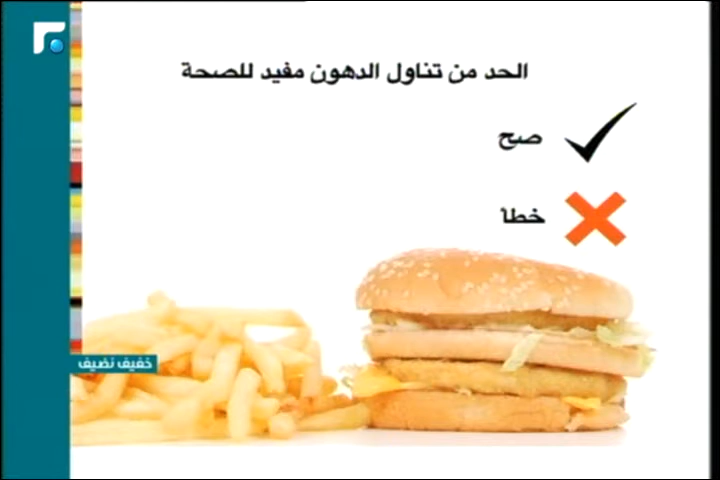 الحد من تناول الدهون مفيد للصحة
صح
خطأ
خفيف نضيف